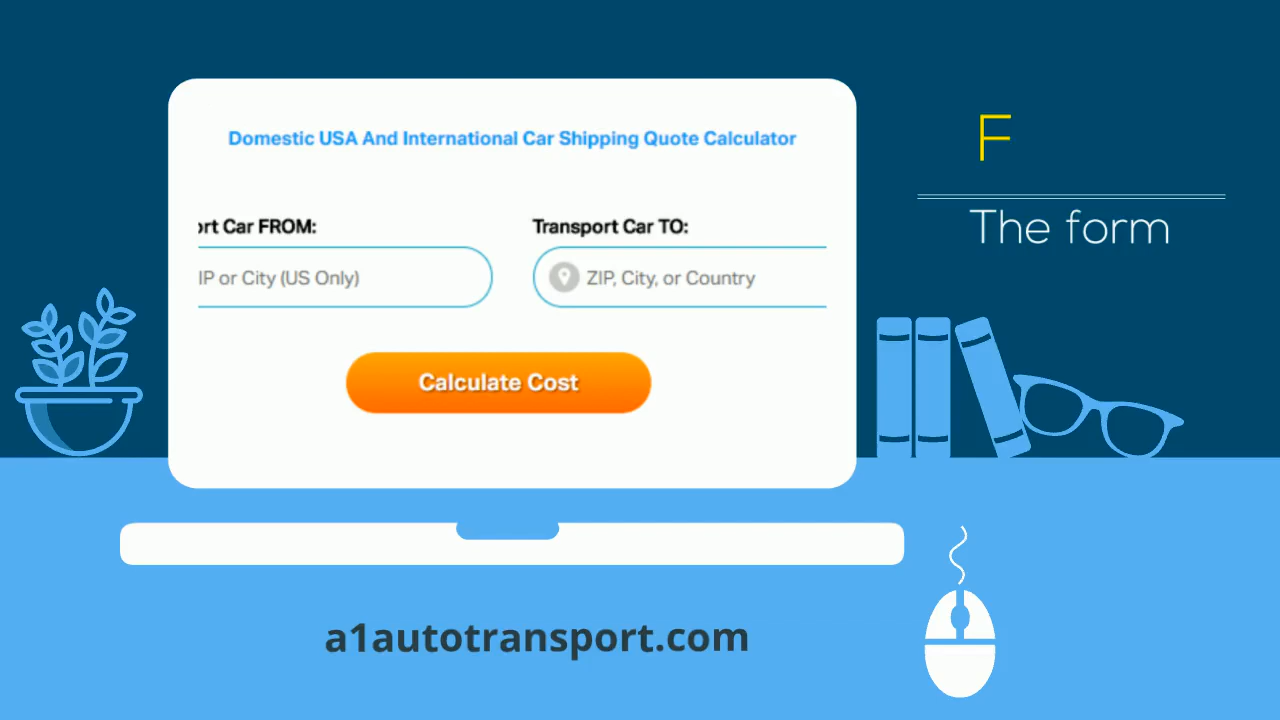 Domestic USA And International Car Shipping Quote Calculator
rt Car FROM:
Transport Car TO:
IP or City (US Only)
ZIP, City, or Country
Calculate Cost
F
The form
a1autotransport.com